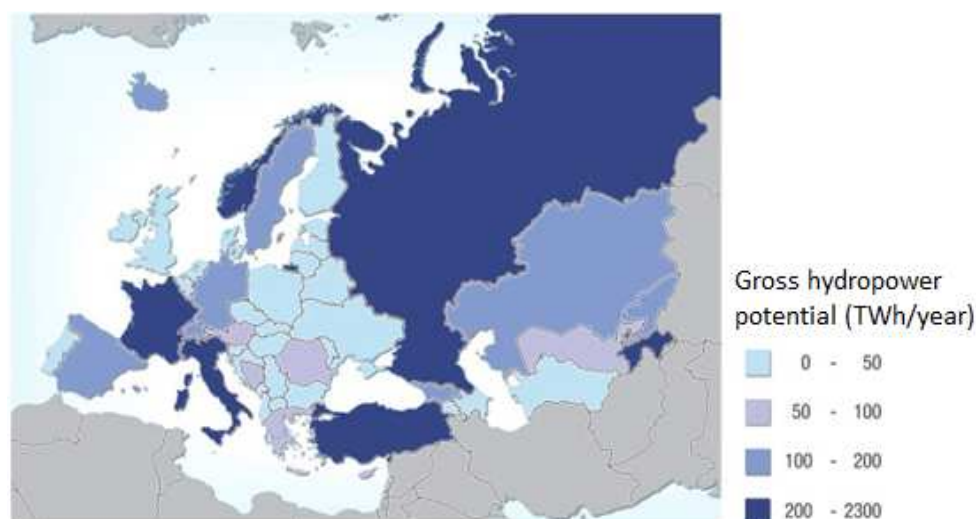 Gross hydropower
potential (TWh/year)
0 - 50
50 - 100
100 - 200
200 - 2300